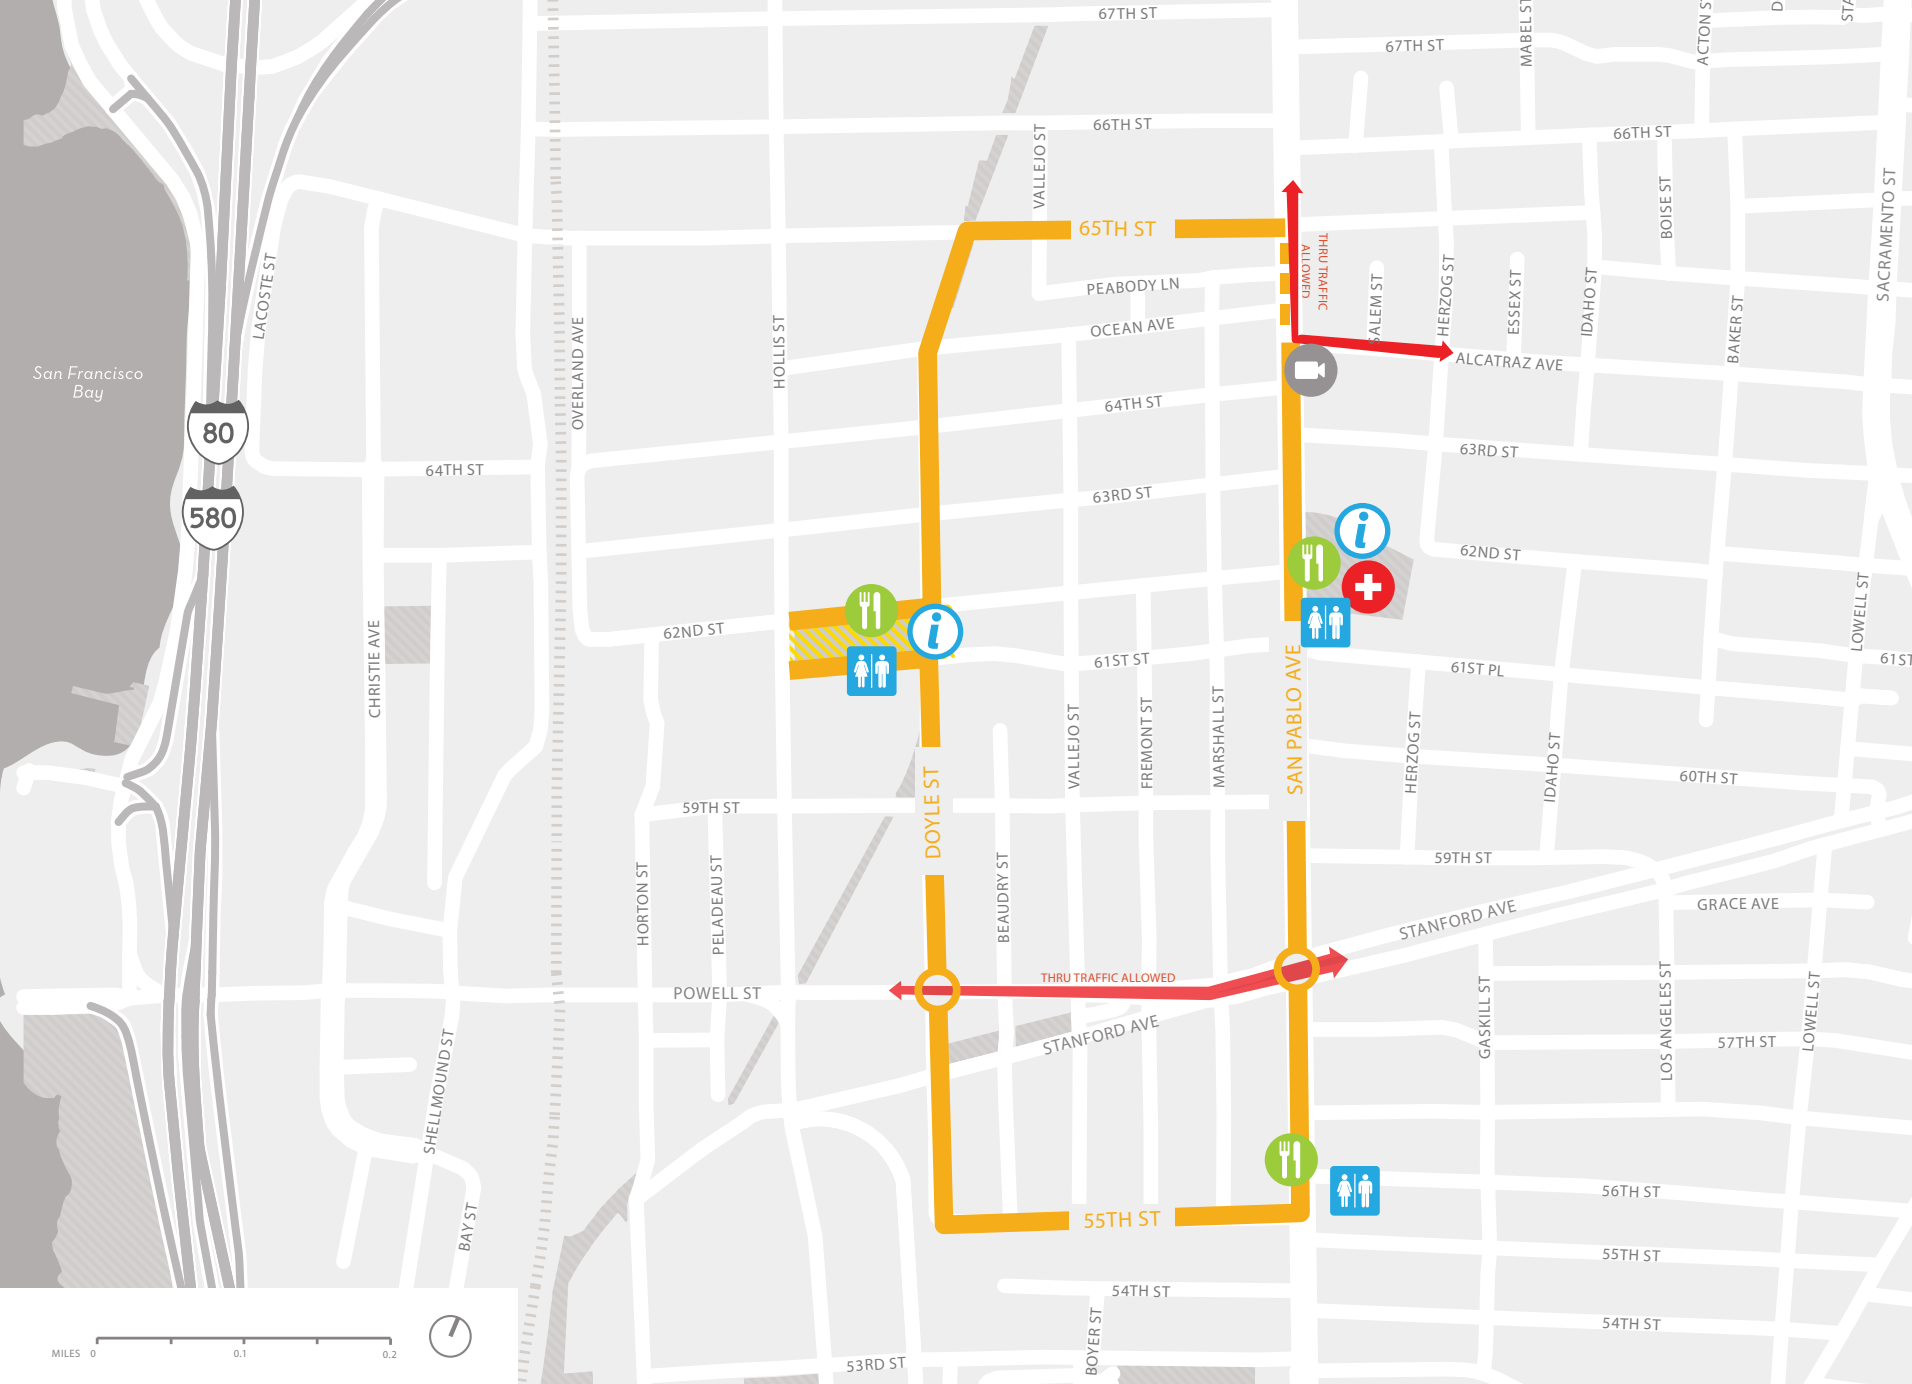 67TH ST
67TH ST
MABEL ST
ACTON S
D
STA
66TH ST
66TH ST
VALLEJO ST
BOISE ST
SACRAMENTO ST
65TH ST
THRU TRAFFIC
ALLOWED
LACOSTE ST
PEABODY LN
SALEM ST
HERZOG ST
ESSEX ST
IDAHO ST
BAKER ST
OVERLAND AVE
HOLLIS ST
OCEAN AVE
ALCATRAZ AVE
San Francisco
Bay
80
64TH ST
64TH ST
63RD ST
580
63RD ST
62ND ST
i
62ND ST
i
LOWELL ST
CHRISTIE AVE
61ST ST
61ST PL
61ST
SAN PABLO AVE
VALLEJO ST
FREMONT ST
MARSHALL ST
HERZOG ST
IDAHO ST
60TH ST
59TH ST
DOYLE ST
59TH ST
HORTON ST
PELADEAU ST
BEAUDRY ST
STANFORD AVE
GRACE AVE
THRU TRAFFIC ALLOWED
POWELL ST
STANFORD AVE
GASKILL ST
LOS ANGELES ST
LOWELL ST
57TH ST
SHELLMOUND ST
56TH ST
BAY ST
55TH ST
55TH ST
54TH ST
54TH ST
BOYER ST
53RD ST
MILES 0 0.1 0.2